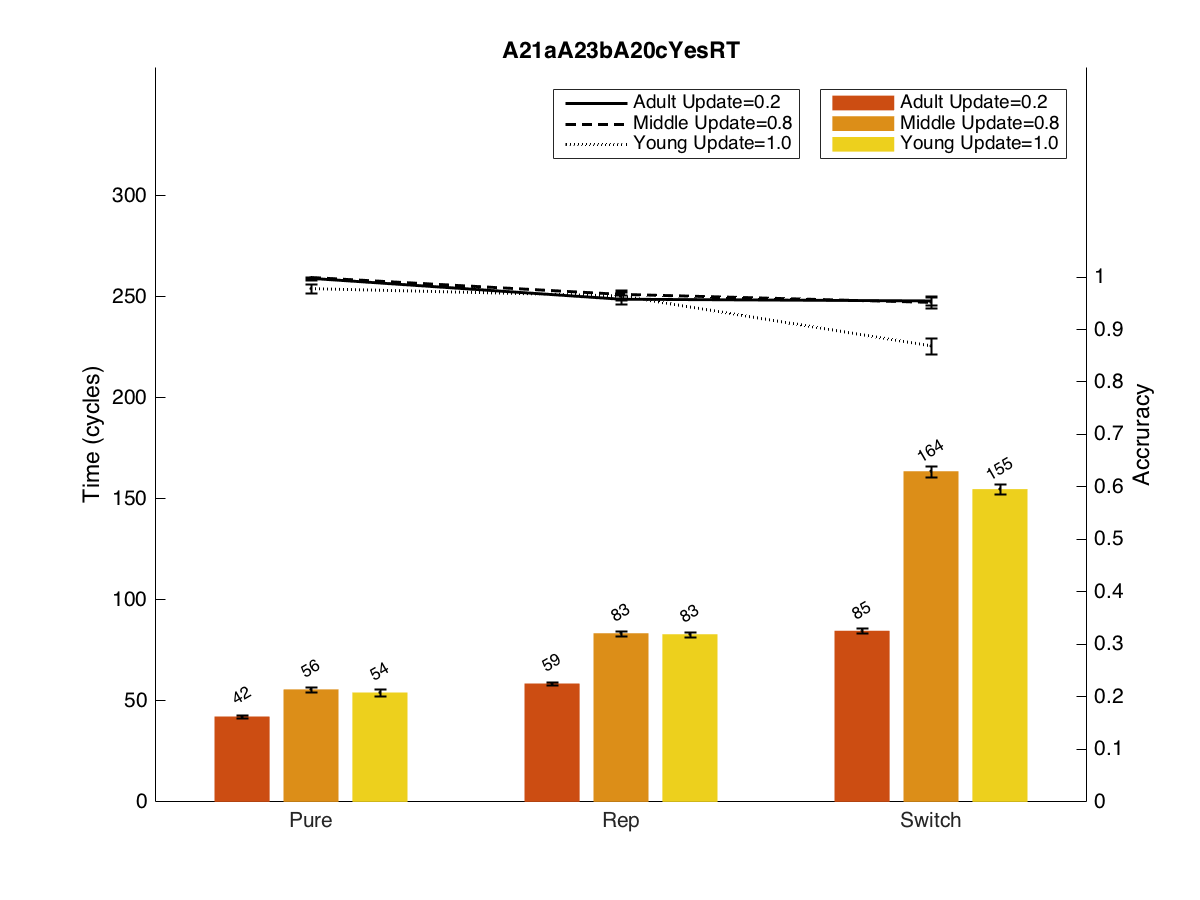 A21aA23bA20cYesRT
Adult Update=0.2
Middle Update=0.8
Young Update=1.0
Adult Update=0.2
Middle Update=0.8
Young Update=1.0
Time (cycles)
300
250
200
150
100
50
0
1
0.9
0.8
0.7
0.6
0.5
0.4
0.3
0.2
0.1
0
Accruracy
42
56
54
59
83
83
85
164
155
Pure
Rep
Switch